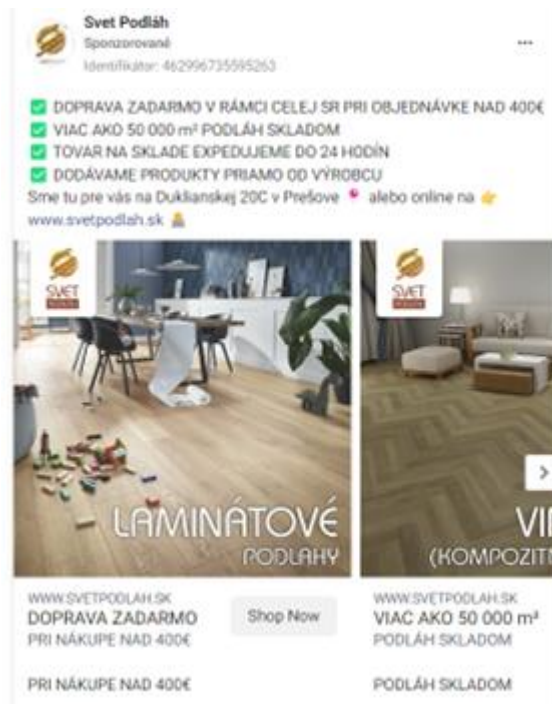 Svet Podláh
Sponzorované
Identifikátor: 462996735595263
DOPRAVA ZADARMO V RÁMCI CELEJ SR PRI OBJEDNÁVKE NAD 400€
VIAC AKO 50 000 m² PODLÁH SKLADOM
TOVAR NA SKLADE EXPEDUJEME DO 24 HODÍN
DODÁVAME PRODUKTY PRIAMO OD VÝROBCU
Sme tu pre vás na Duklianskej 20C v Prešove 📍 alebo online na 👉
www.svetpodlah.sk
SVET
PODLÁH
LAMINÁTOVÉ
PODLAHY
WWW.SVETPODLAH.SK
DOPRAVA ZADARMO
PRI NÁKUPE NAD 400€
Shop Now
PRI NÁKUPE NAD 400€
SVET
PODLÁH
VI
(KOMPOZITN
WWW.SVETPODLAH.SK
VIAC AKO 50 000 m²
PODLÁH SKLADOM
PODLÁH SKLADOM